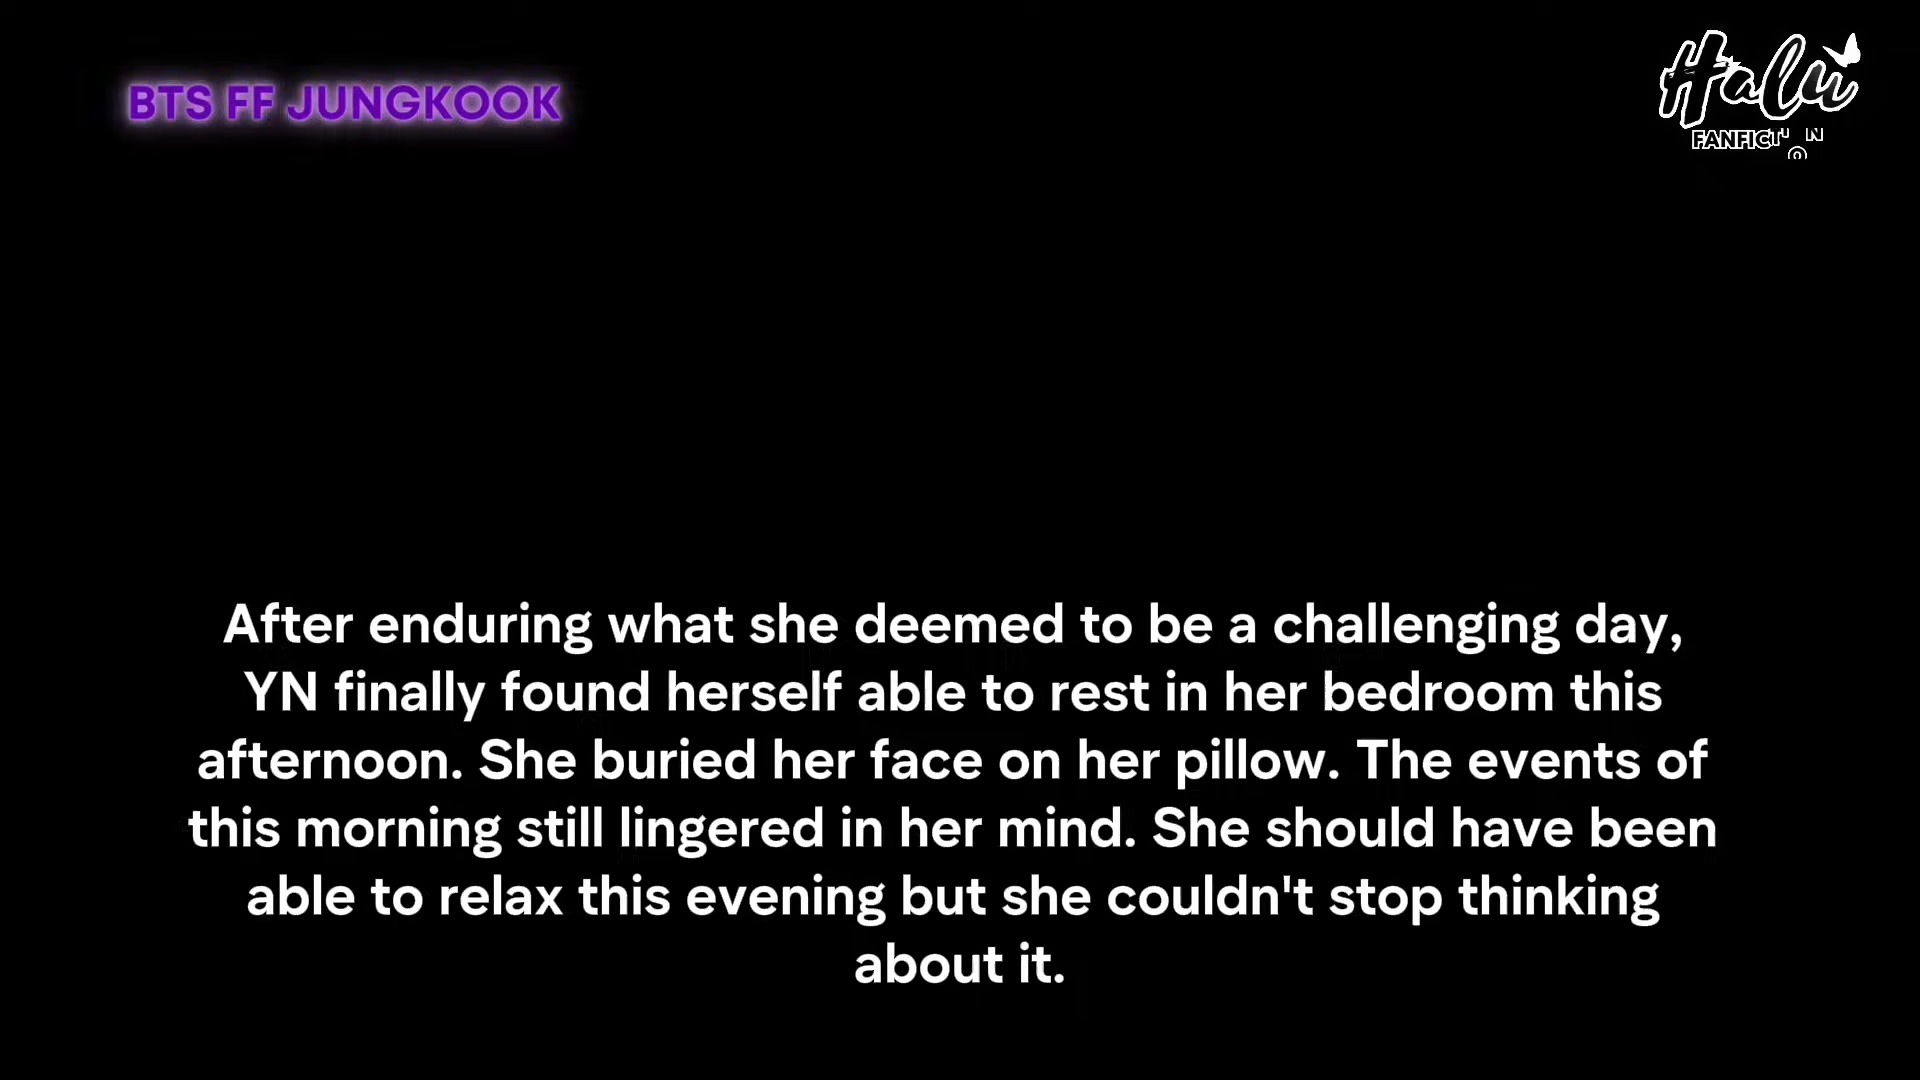 BTS FF JUNGKOOK
Halu
FANFICTION
After enduring what she deemed to be a challenging day,
YN finally found herself able to rest in her bedroom this
afternoon. She buried her face on her pillow. The events of
this morning still lingered in her mind. She should have been
able to relax this evening but she couldn't stop thinking
about it.